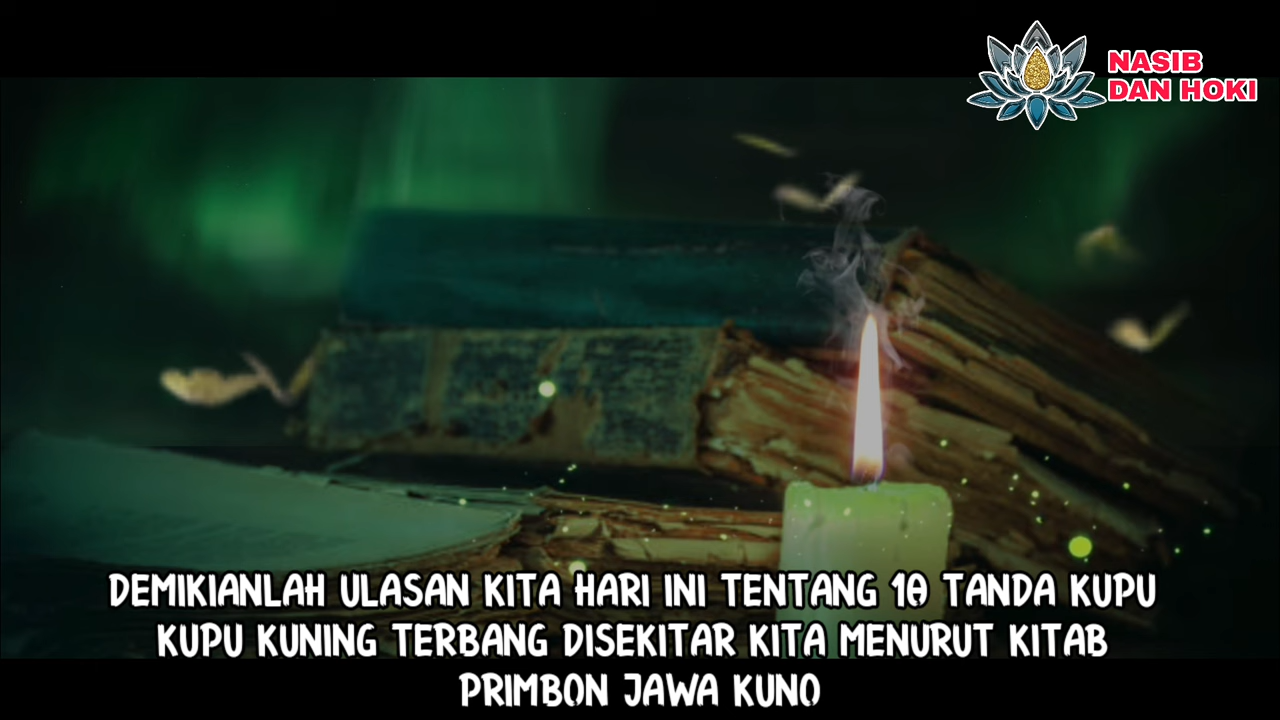 NASIB
DAN HOKI
DEMIKIANLAH ULASAN KITA HARI INI TENTANG 10 TANDA KUPU
KUPU KUNING TERBANG DISEKITAR KITA MENURUT KITAB
PRIMBON JAWA KUNO